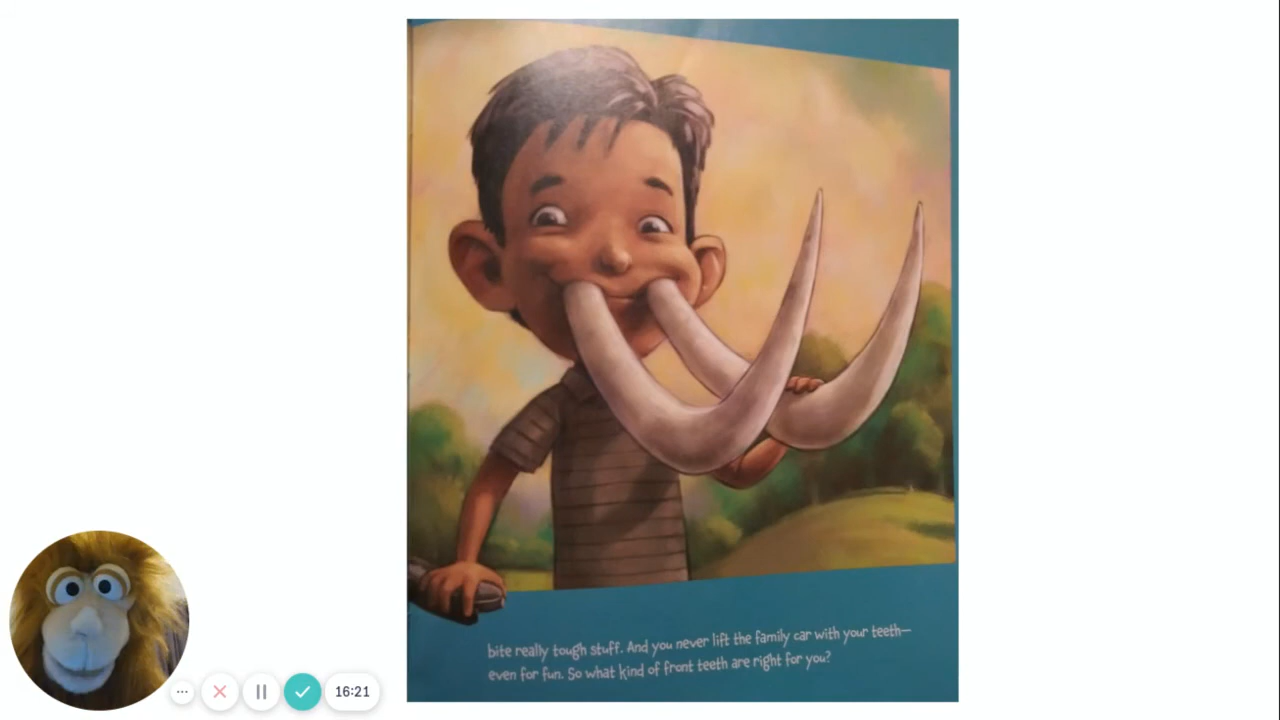 bite really tough stuff. And you never lift the family car with your teeth—
even for fun. So what kind of front teeth are right for you?
16:21